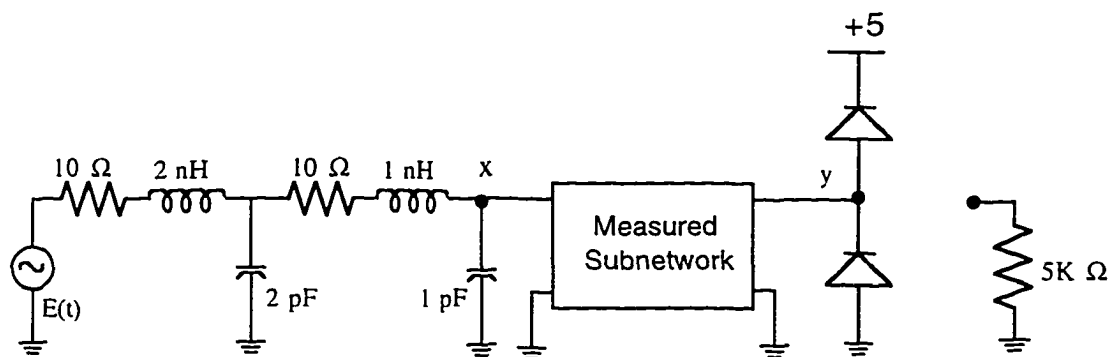 +5
10 Ω
2 nH
10 Ω
1 nH
x
y
Measured
Subnetwork
E(t)
2 pF
1 pF
5K Ω